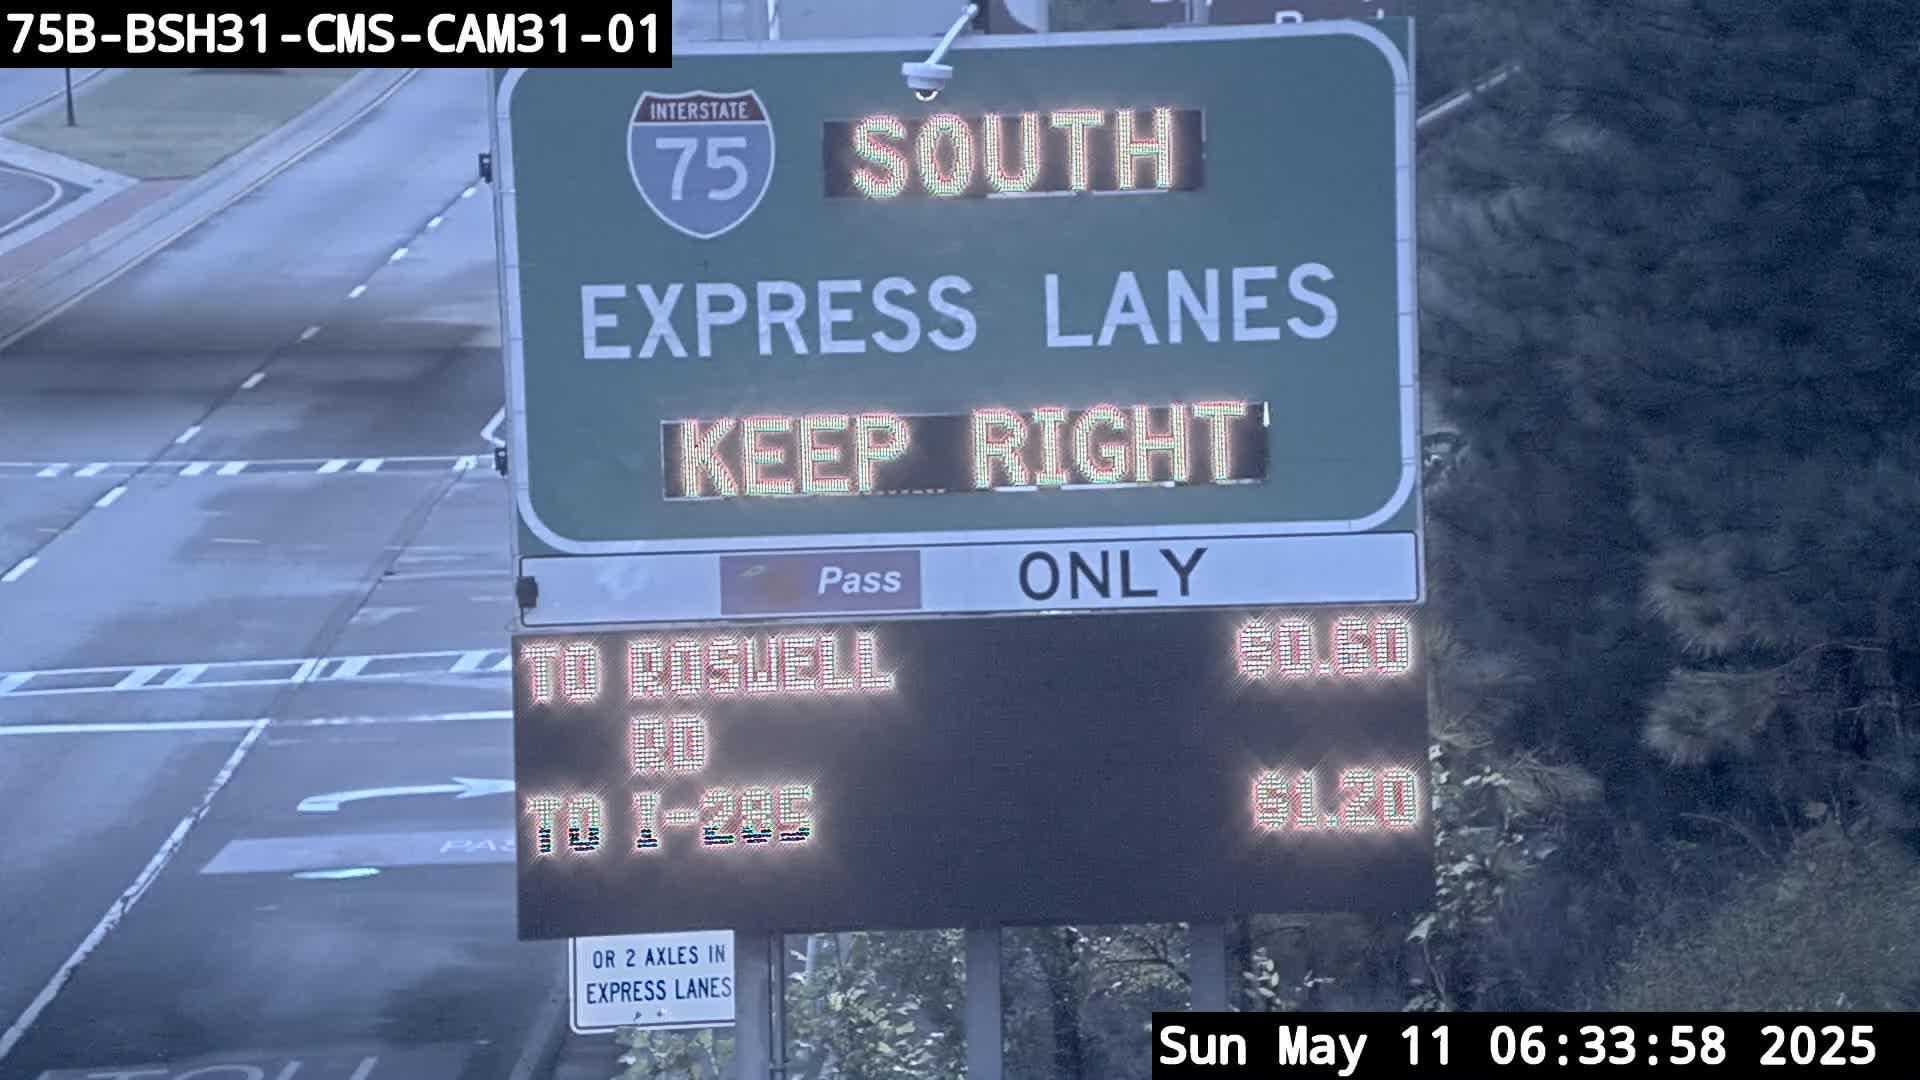 75B-BSH31-CMS-CAM31-01
INTERSTATE
75
SOUTH
EXPRESS LANES
KEEP RIGHT
Pass ONLY
TO ROSWELL $0.60
RD
TO I-285 $1.20
OR 2 AXLES IN
EXPRESS LANES
Sun May 11 06:33:58 2025